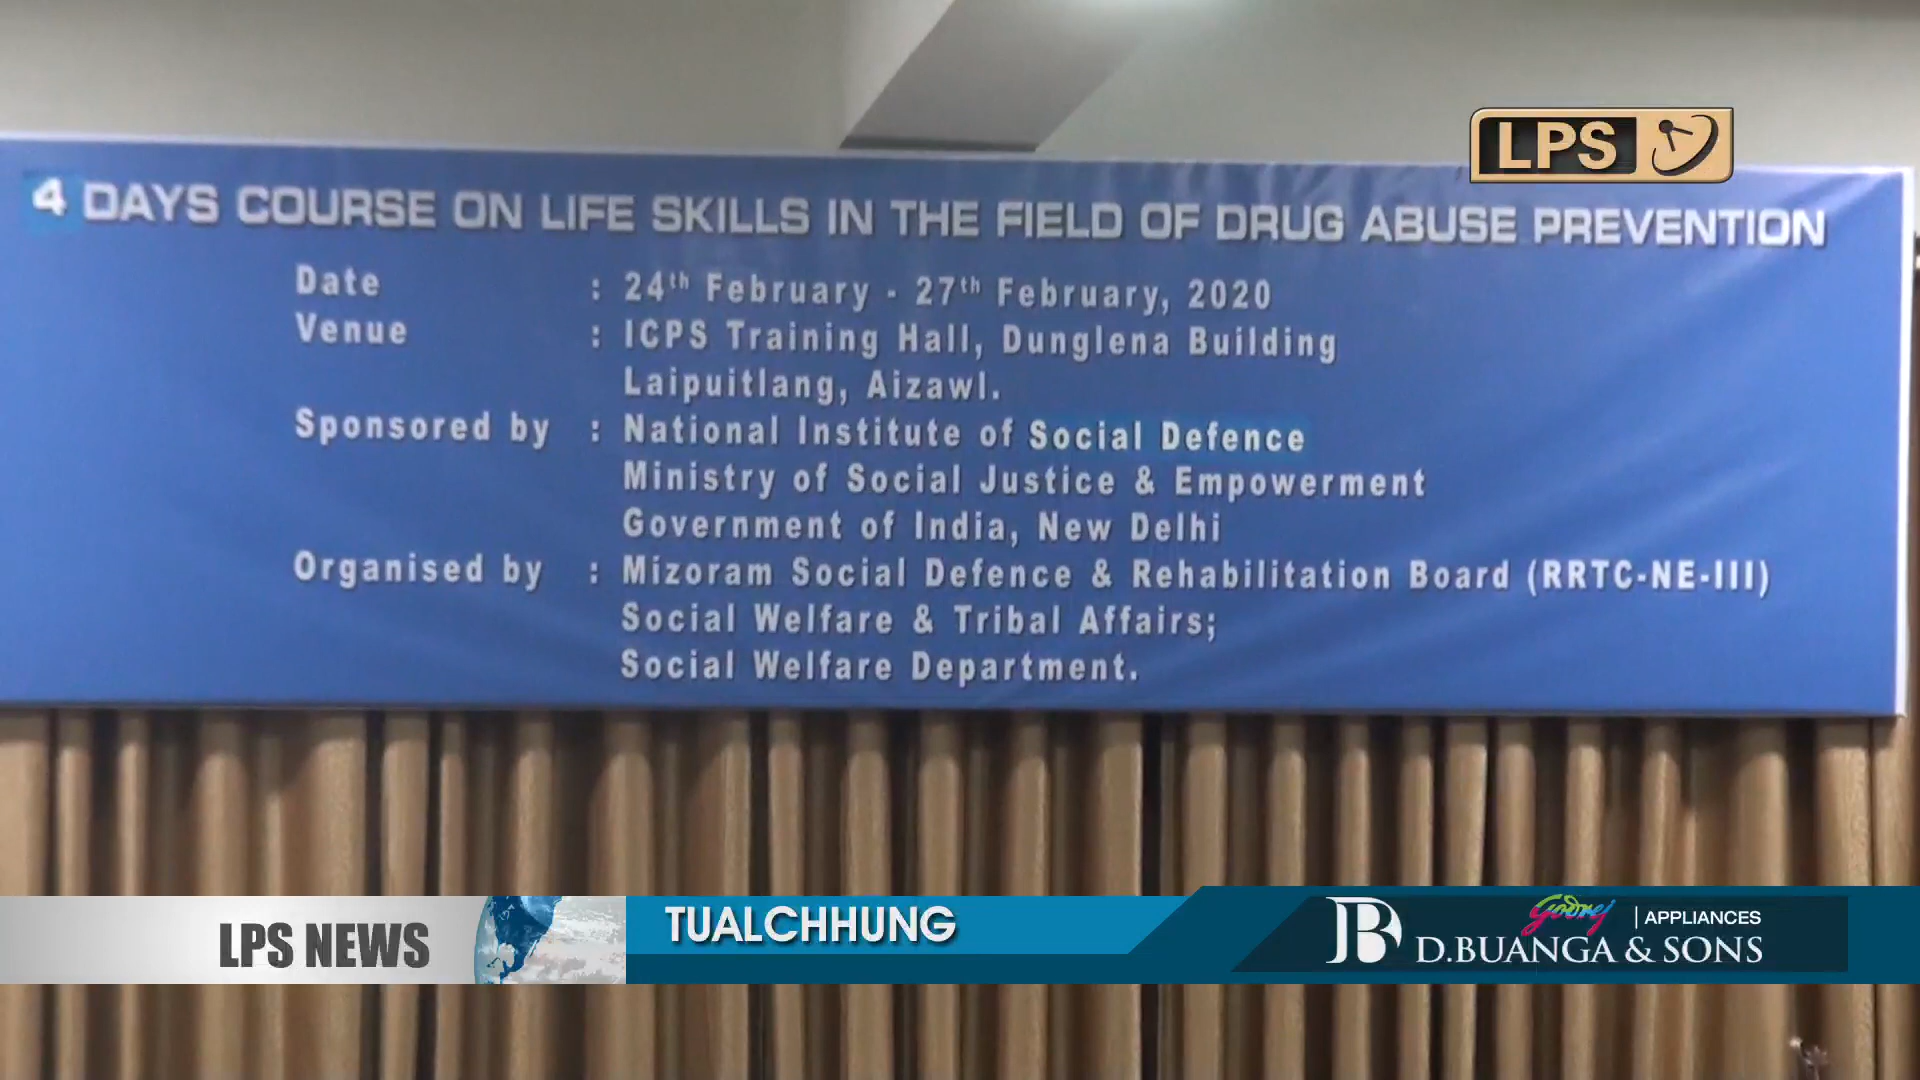 LPS
4 DAYS COURSE ON LIFE SKILLS IN THE FIELD OF DRUG ABUSE PREVENTION
Date : 24th February - 27th February, 2020
Venue : ICPS Training Hall, Dunglena Building
Laipuitlang, Aizawl.
Sponsored by : National Institute of Social Defence
Ministry of Social Justice & Empowerment
Government of India, New Delhi
Organised by : Mizoram Social Defence & Rehabilitation Board (RRTC-NE-III)
Social Welfare & Tribal Affairs;
Social Welfare Department.
LPS NEWS
TUALCHHUNG
Godrej | APPLIANCES
D.BUANGA & SONS